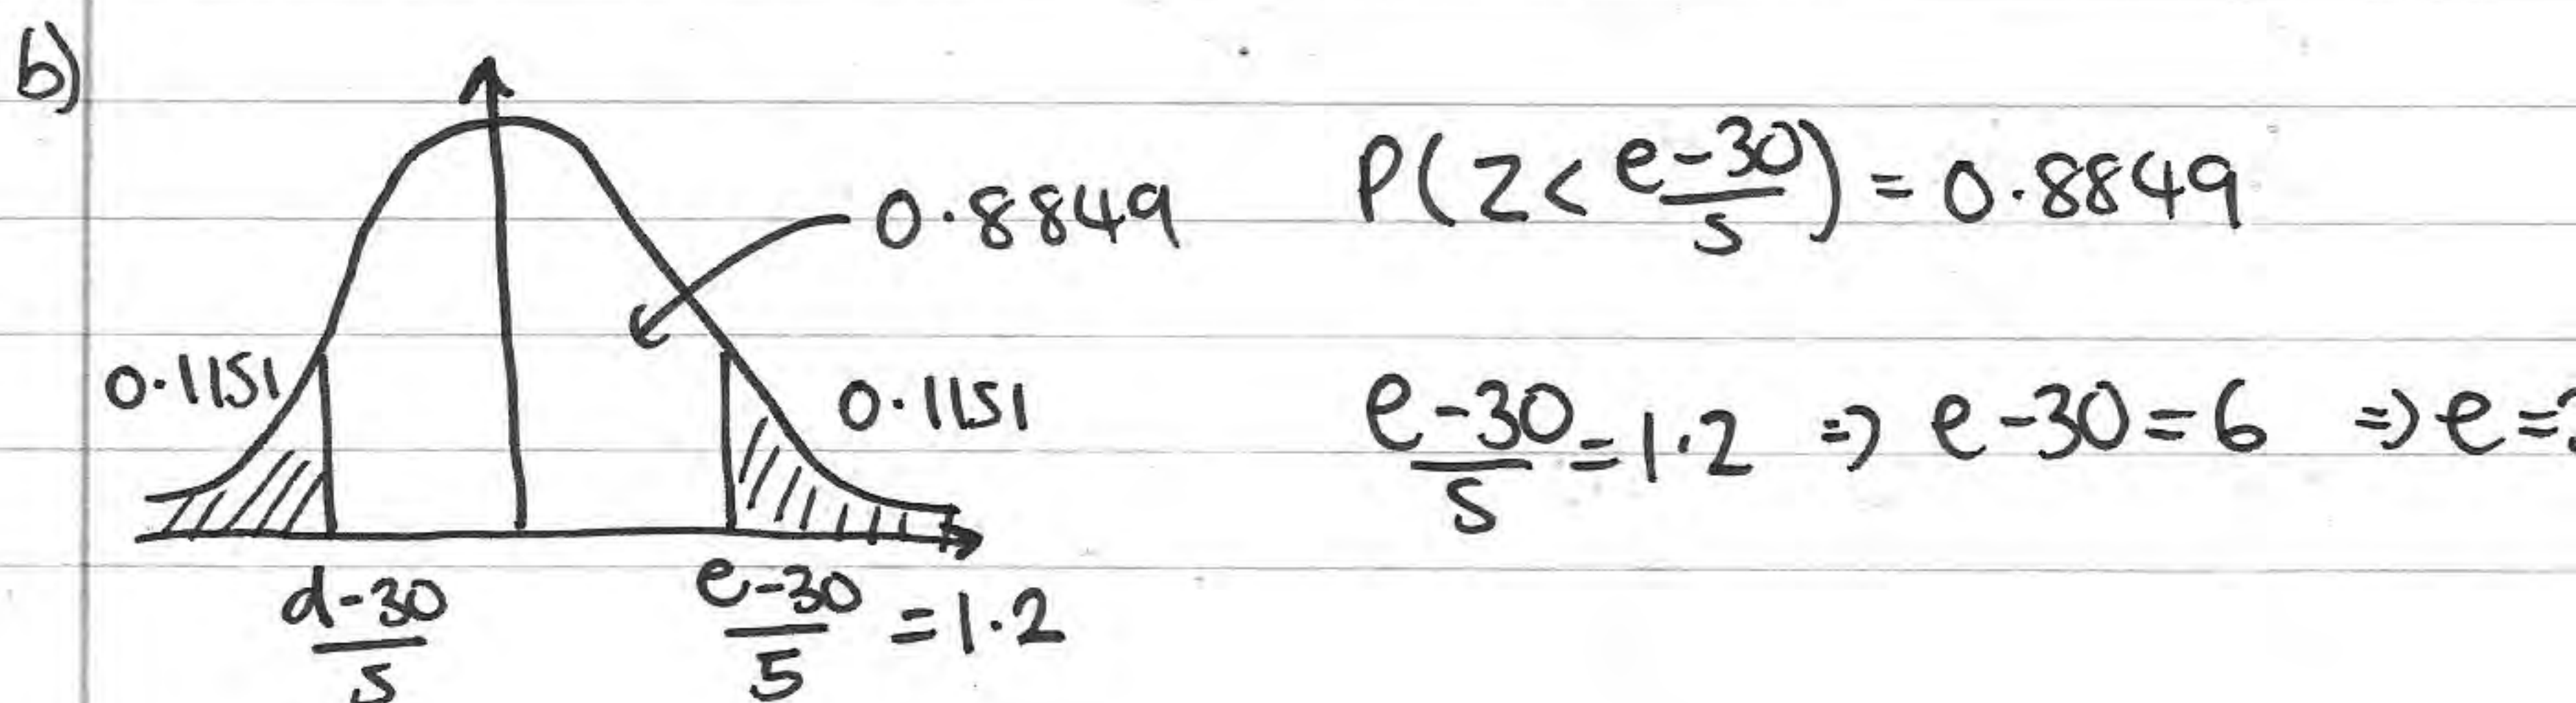 b)
0.8849
P(Z < (e-30)/5) = 0.8849
0.1151
0.1151
(e-30)/5 = 1.2 => e-30 = 6 => e =
(d-30)/5
(e-30)/5 = 1.2